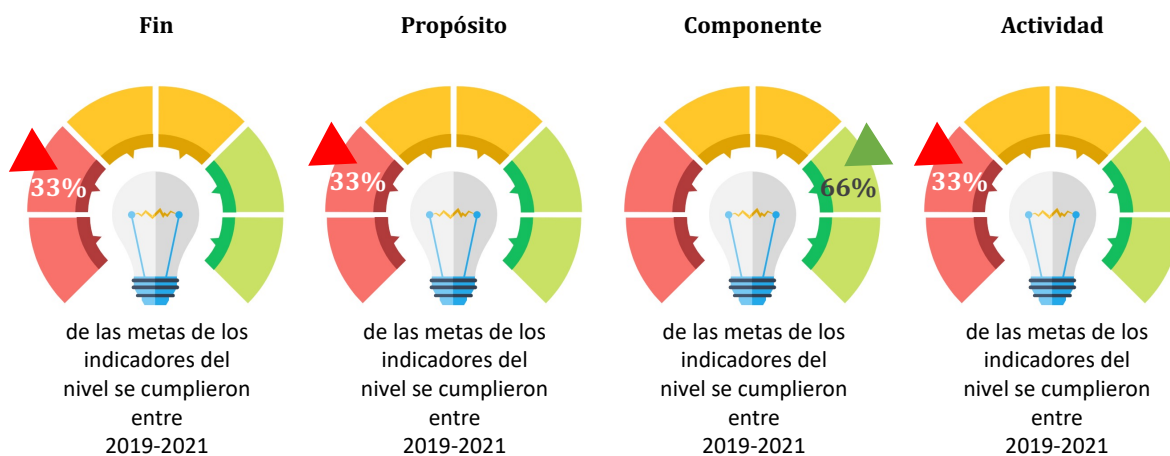 Fin
33%
de las metas de los
indicadores del
nivel se cumplieron
entre
2019-2021
Propósito
33%
de las metas de los
indicadores del
nivel se cumplieron
entre
2019-2021
Componente
66%
de las metas de los
indicadores del
nivel se cumplieron
entre
2019-2021
Actividad
33%
de las metas de los
indicadores del
nivel se cumplieron
entre
2019-2021